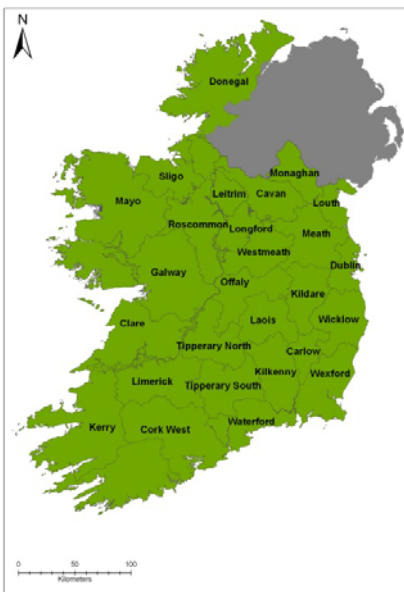 N
Donegal
Monaghan
Sligo
Leitrim
Cavan
Mayo
Louth
Roscommon
Longford
Meath
Westmeath
Dublin
Galway
Offaly
Kildare
Clare
Laois
Wicklow
Tipperary North
Carlow
Kilkenny
Wexford
Limerick
Tipperary South
Waterford
Kerry
Cork West
0 50 100
Kilometers